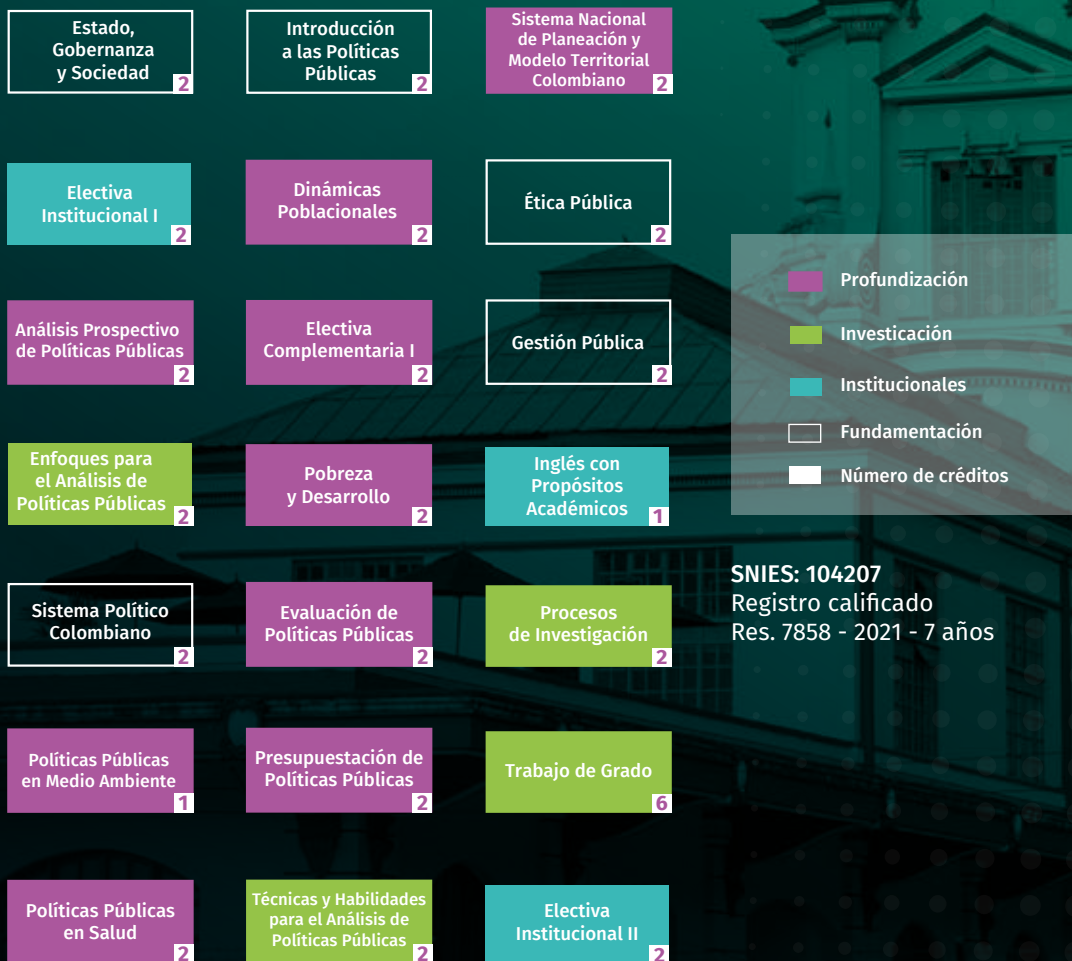 Estado,
Gobernanza
y Sociedad
2
Introducción
a las Políticas
Públicas
2
Sistema Nacional
de Planeación y
Modelo Territorial
Colombiano
2
Electiva
Institucional I
2
Dinámicas
Poblacionales
2
Ética Pública
2
Análisis Prospectivo
de Políticas Públicas
2
Electiva
Complementaria I
2
Gestión Pública
2
Enfoques para
el Análisis de
Políticas Públicas
2
Pobreza
y Desarrollo
2
Inglés con
Propósitos
Académicos
1
Sistema Político
Colombiano
2
Evaluación de
Políticas Públicas
2
Procesos
de Investigación
2
Políticas Públicas
en Medio Ambiente
1
Presupuestación de
Políticas Públicas
2
Trabajo de Grado
6
Políticas Públicas
en Salud
2
Técnicas y Habilidades
para el Análisis de
Políticas Públicas
2
Electiva
Institucional II
2
Profundización
Investicación
Institucionales
Fundamentación
Número de créditos
SNIES: 104207
Registro calificado
Res. 7858 - 2021 - 7 años